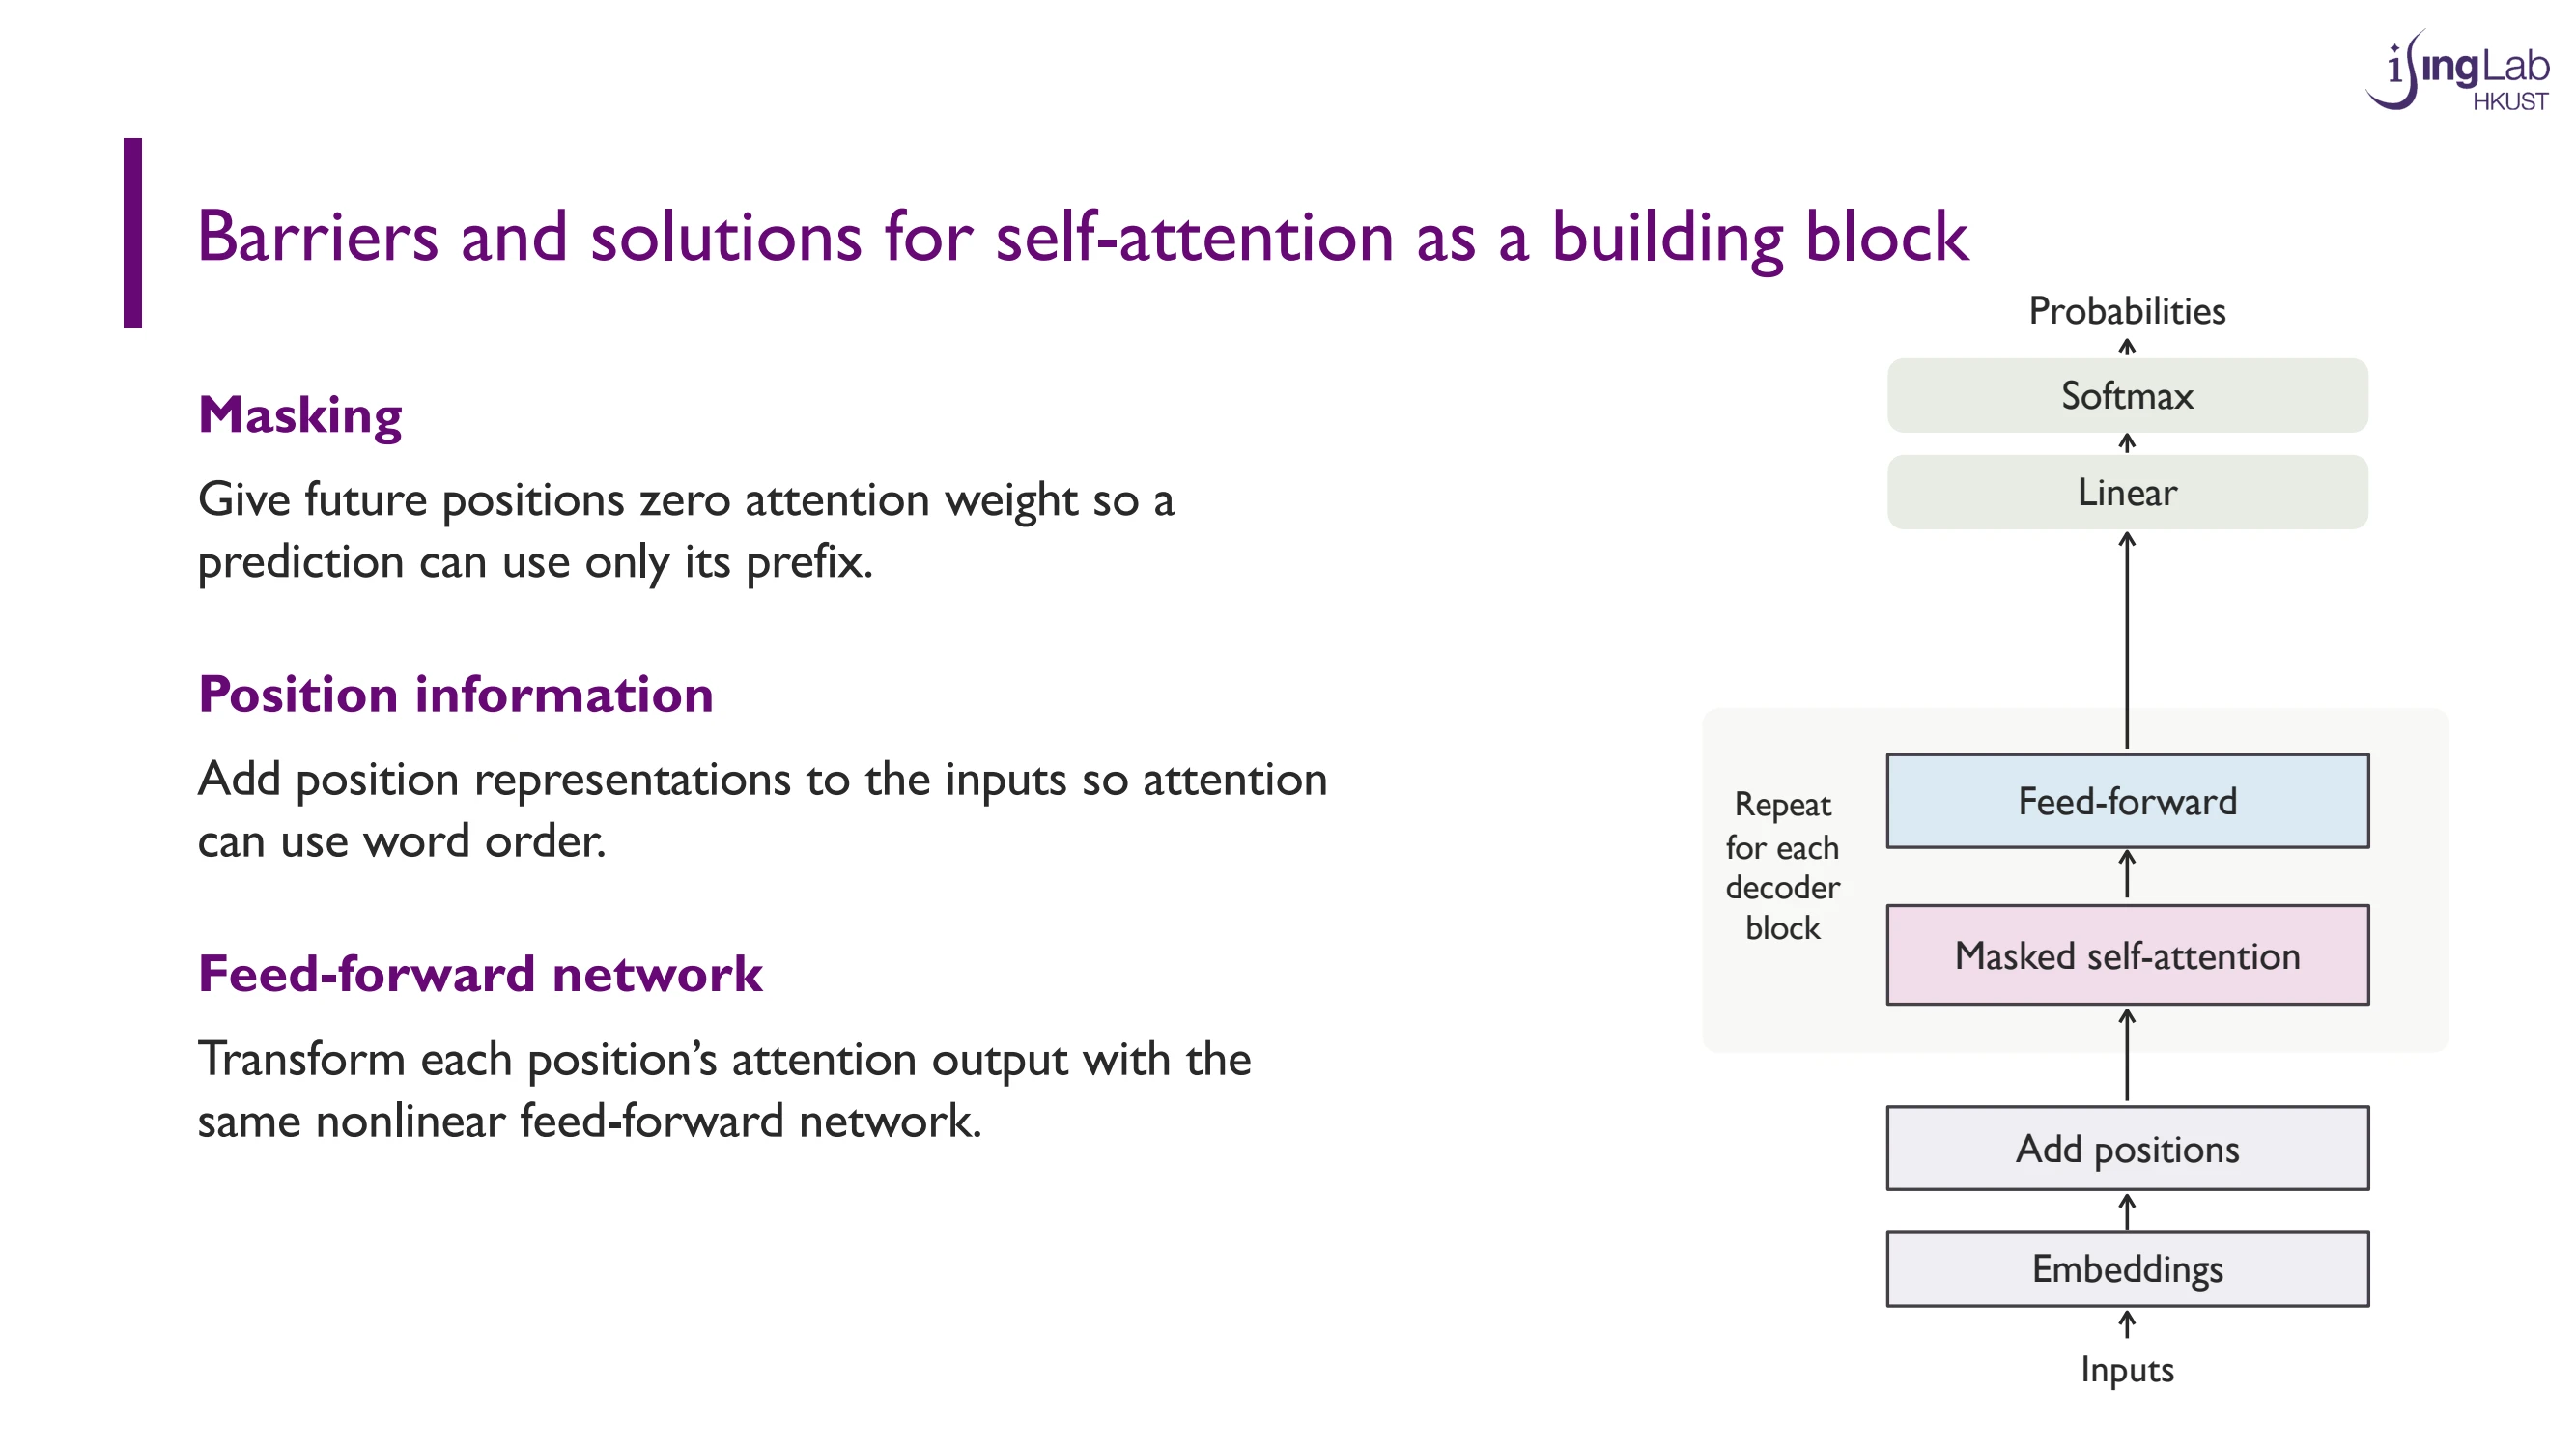 isingLab
HKUST
Barriers and solutions for self-attention as a building block
Masking
Give future positions zero attention weight so a
prediction can use only its prefix.
Position information
Add position representations to the inputs so attention
can use word order.
Feed-forward network
Transform each position’s attention output with the
same nonlinear feed-forward network.
Probabilities
Softmax
Linear
Repeat
for each
decoder
block
Feed-forward
Masked self-attention
Add positions
Embeddings
Inputs